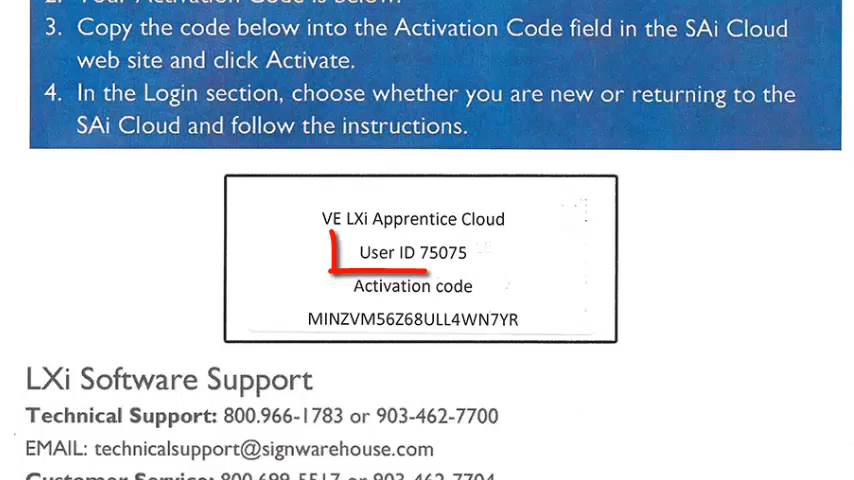 2. Your Activation Code is below.
3. Copy the code below into the Activation Code field in the SAi Cloud
web site and click Activate.
4. In the Login section, choose whether you are new or returning to the
SAi Cloud and follow the instructions.
VE LXi Apprentice Cloud
User ID 75075
Activation code
MINZVM56Z68ULL4WN7YR
LXi Software Support
Technical Support: 800.966-1783 or 903-462-7700
EMAIL: technicalsupport@signwarehouse.com
Customer Service: 800.699-5517 or 903-462-7704